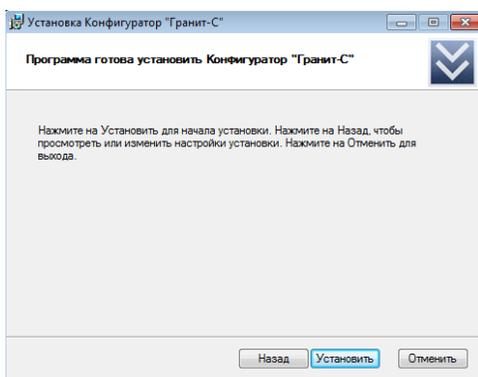 Установка Конфигуратор "Гранит-С"
Программа готова установить Конфигуратор "Гранит-С"
Нажмите на Установить для начала установки. Нажмите на Назад, чтобы
просмотреть или изменить настройки установки. Нажмите на Отменить для
выхода.
Назад Установить Отменить